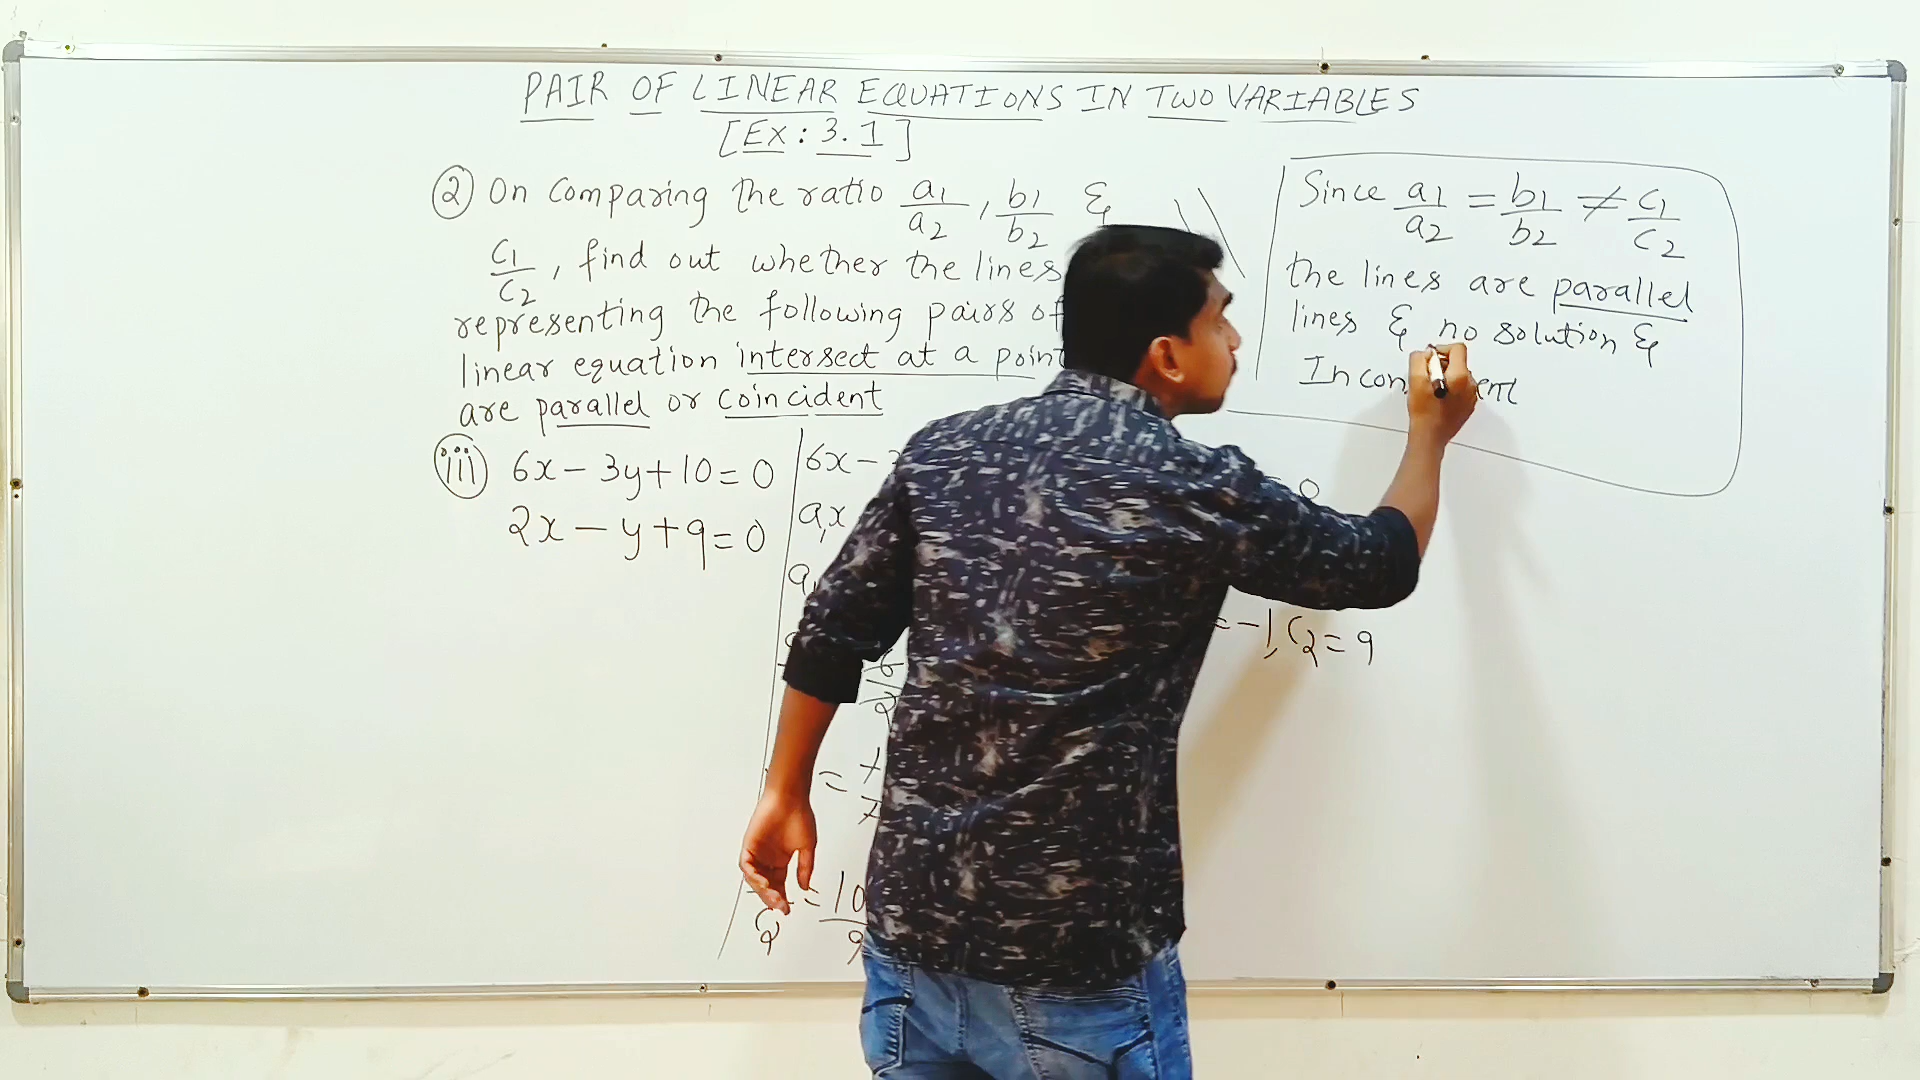 PAIR OF LINEAR EQUATIONS IN TWO VARIABLES
[EX: 3.1]
② On Comparing the ratio a1/a2, b1/b2 &
c1/c2, find out whether the lines
representing the following pairs of
linear equation intersect at a point
are parallel or coincident
(iii) 6x - 3y + 10 = 0
2x - y + 9 = 0
6x -
a1x
6/2
=
= 10/9
0
= -1, C2 = 9
Since a1/a2 = b1/b2 ≠ c1/c2
the lines are parallel
lines & no solution &